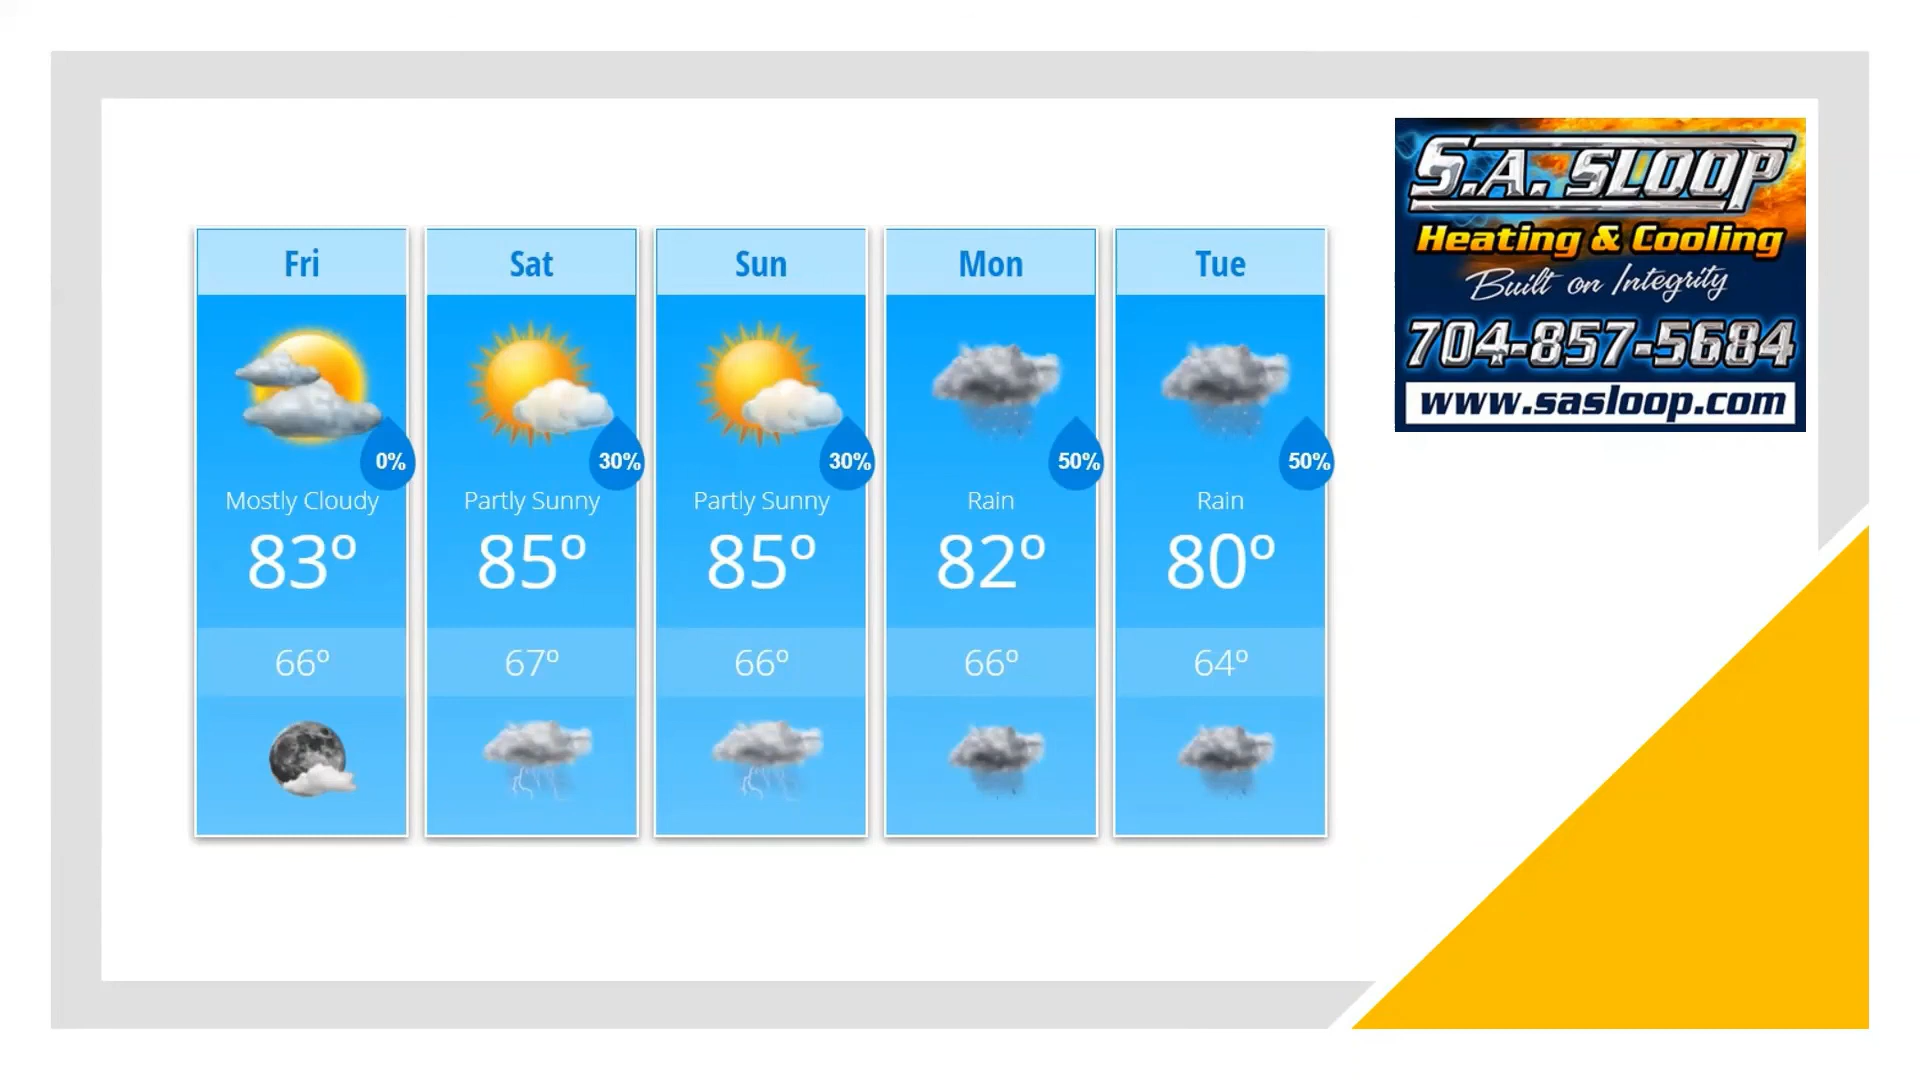 Fri
Mostly Cloudy
0%
83°
66°
Sat
Partly Sunny
30%
85°
67°
Sun
Partly Sunny
30%
85°
66°
Mon
Rain
50%
82°
66°
Tue
Rain
50%
80°
64°
S.A. SLOOP
Heating & Cooling
Built on Integrity
704-857-5684
www.sasloop.com